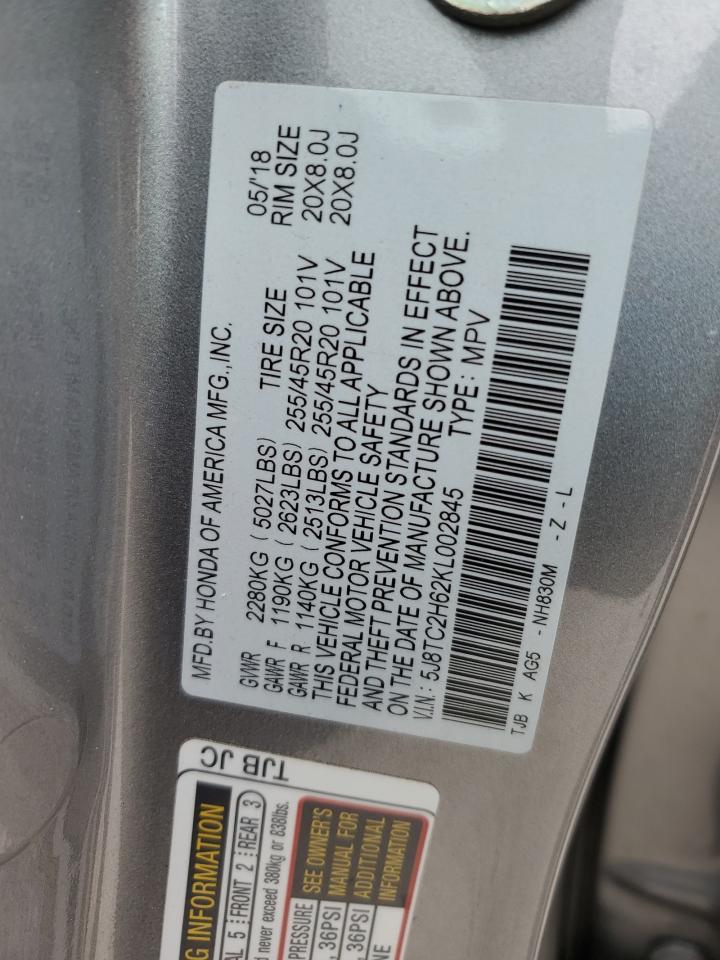 MFD.BY HONDA OF AMERICA MFG.,INC. 05/'18
GVWR 2280KG (5027LBS) TIRE SIZE RIM SIZE
GAWR F 1190KG (2623LBS) 255/45R20 101V 20X8.0J
GAWR R 1140KG (2513LBS) 255/45R20 101V 20X8.0J
THIS VEHICLE CONFORMS TO ALL APPLICABLE
FEDERAL MOTOR VEHICLE SAFETY
AND THEFT PREVENTION STANDARDS IN EFFECT
ON THE DATE OF MANUFACTURE SHOWN ABOVE.
V.I.N.: 5J8TC2H62KL002845 TYPE: MPV
TJB K AG5 -NH830M -Z-L
TJB JC
G INFORMATION
AL 5 FRONT 2 REAR 3
d never exceed 380kg or 838lbs.
PRESSURE
, 36PSI
, 36PSI
NE
SEE OWNER'S
MANUAL FOR
ADDITIONAL
INFORMATION